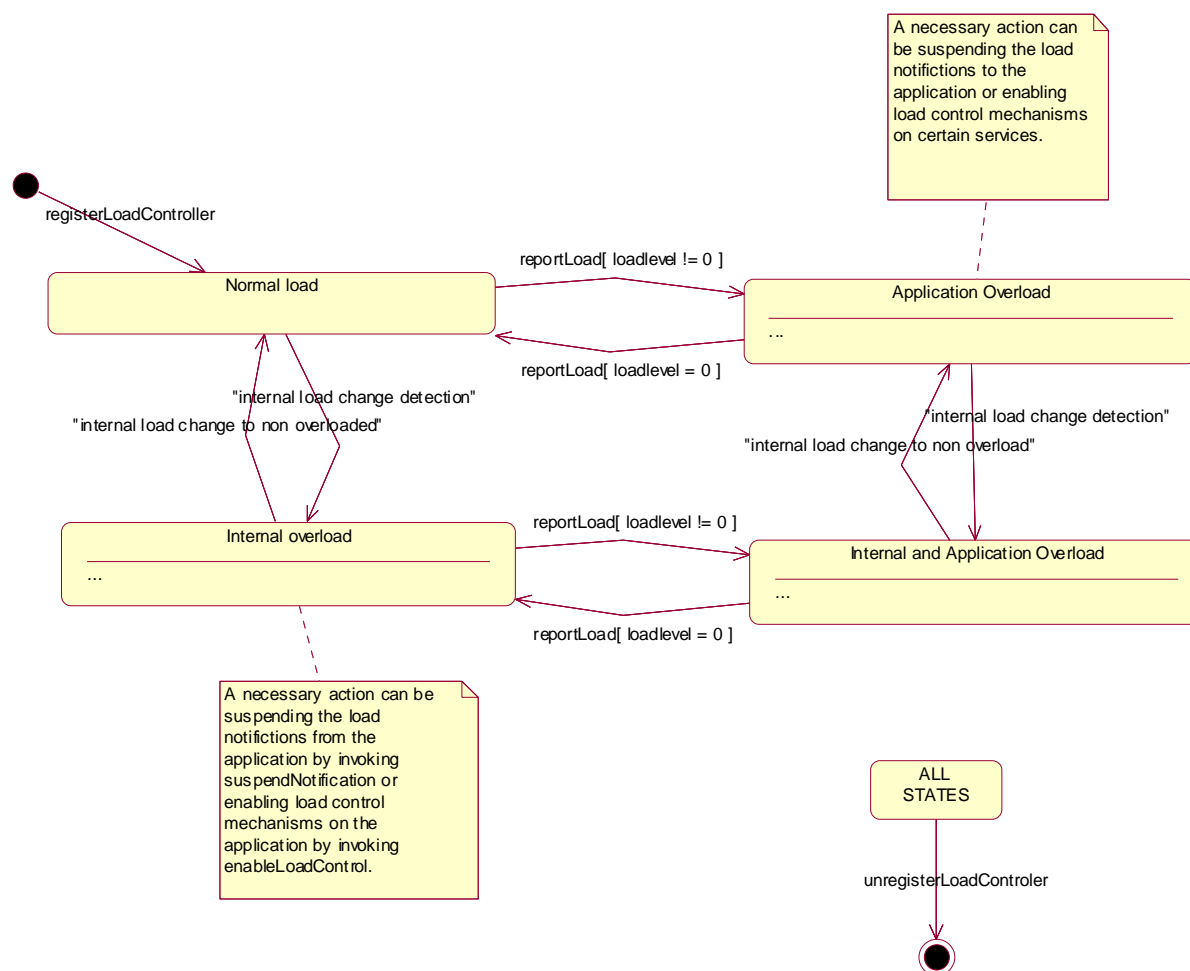 A necessary action can
be suspending the load
notifictions to the
application or enabling
load control mechanisms
on certain services.
registerLoadController
Normal load
reportLoad[ loadlevel != 0 ]
Application Overload
...
reportLoad[ loadlevel = 0 ]
"internal load change detection"
"internal load change to non overloaded"
"internal load change detection"
"internal load change to non overload"
Internal overload
...
reportLoad[ loadlevel != 0 ]
Internal and Application Overload
...
reportLoad[ loadlevel = 0 ]
A necessary action can be
suspending the load
notifictions from the
application by invoking
suspendNotification or
enabling load control
mechanisms on the
application by invoking
enableLoadControl.
ALL
STATES
unregisterLoadControler